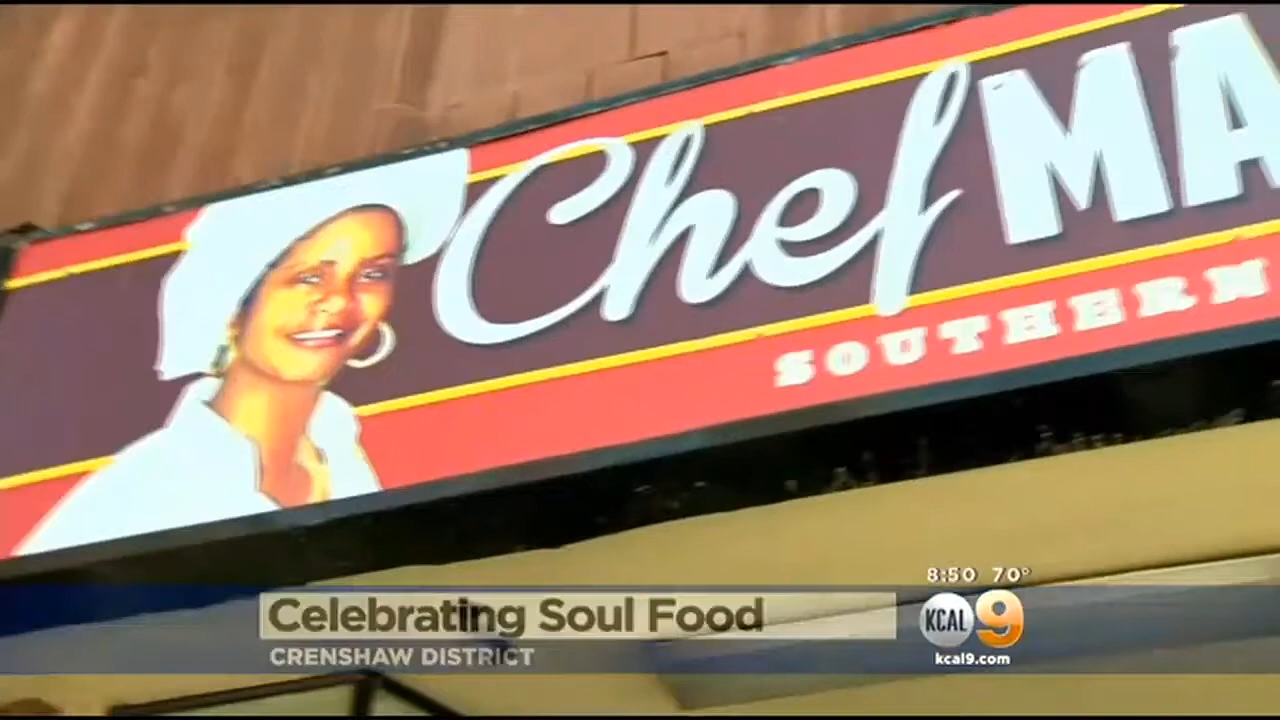 Chef MA
SOUTHERN
8:50 70°
Celebrating Soul Food
KCAL 9
CRENSHAW DISTRICT
kcal9.com